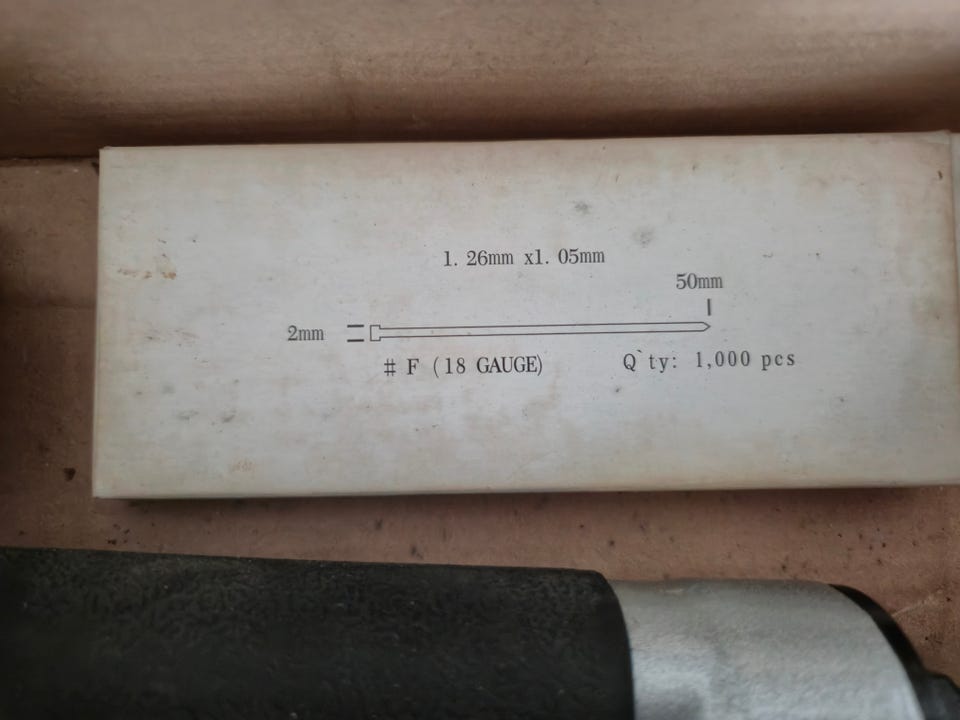 1. 26mm x1. 05mm
50mm
2mm
# F (18 GAUGE)
Q`ty: 1,000 pcs